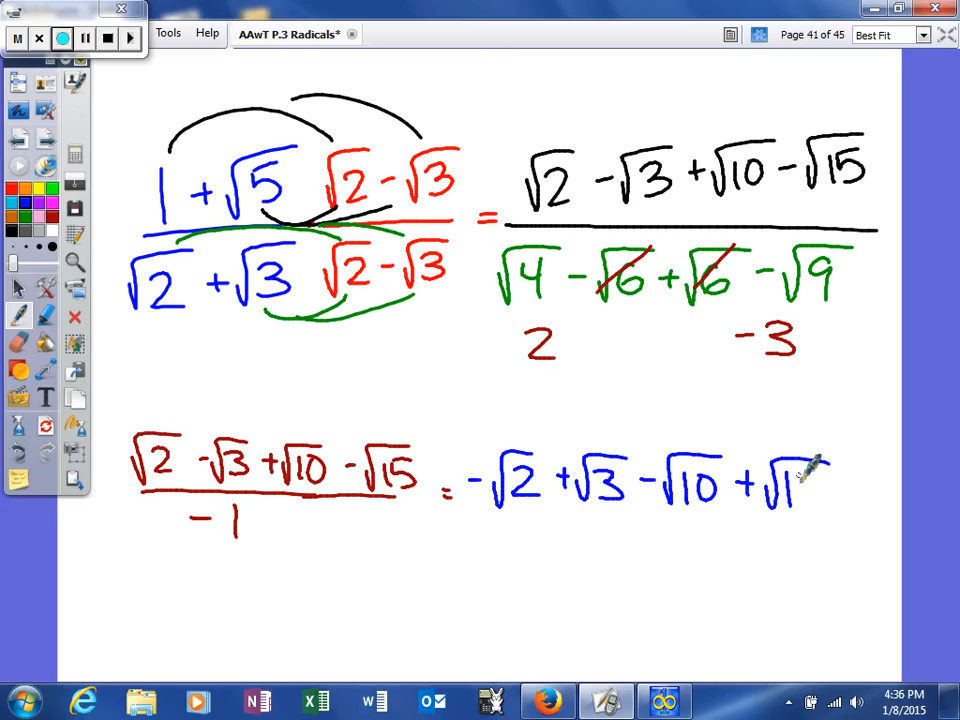 Tools Help AAwT P.3 Radicals* Page 41 of 45 Best Fit
M
1 + √5 √2 - √3 = √2 - √3 + √10 - √15
√2 + √3 √2 - √3 √4 - √6 + √6 - √9
2 -3
√2 - √3 + √10 - √15 = -√2 + √3 - √10 + √1
-1
4:36 PM
1/8/2015